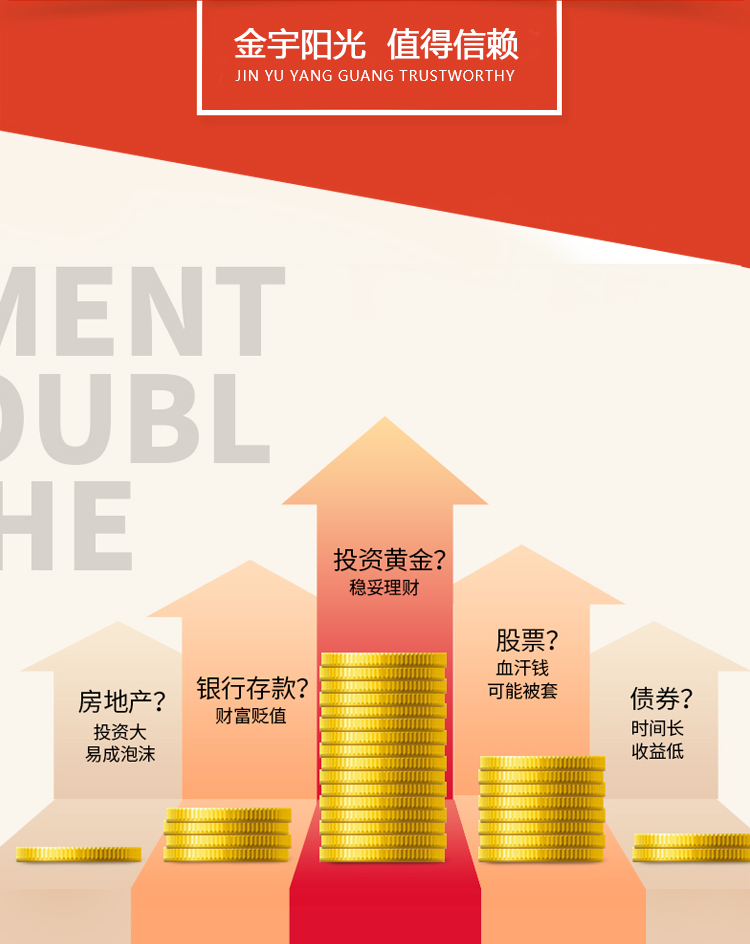 金宇阳光 值得信赖
JIN YU YANG GUANG TRUSTWORTHY
MENT
OUBL
HE
投资黄金?
稳妥理财
股票?
血汗钱
可能被套
银行存款?
财富贬值
房地产?
投资大
易成泡沫
债券?
时间长
收益低